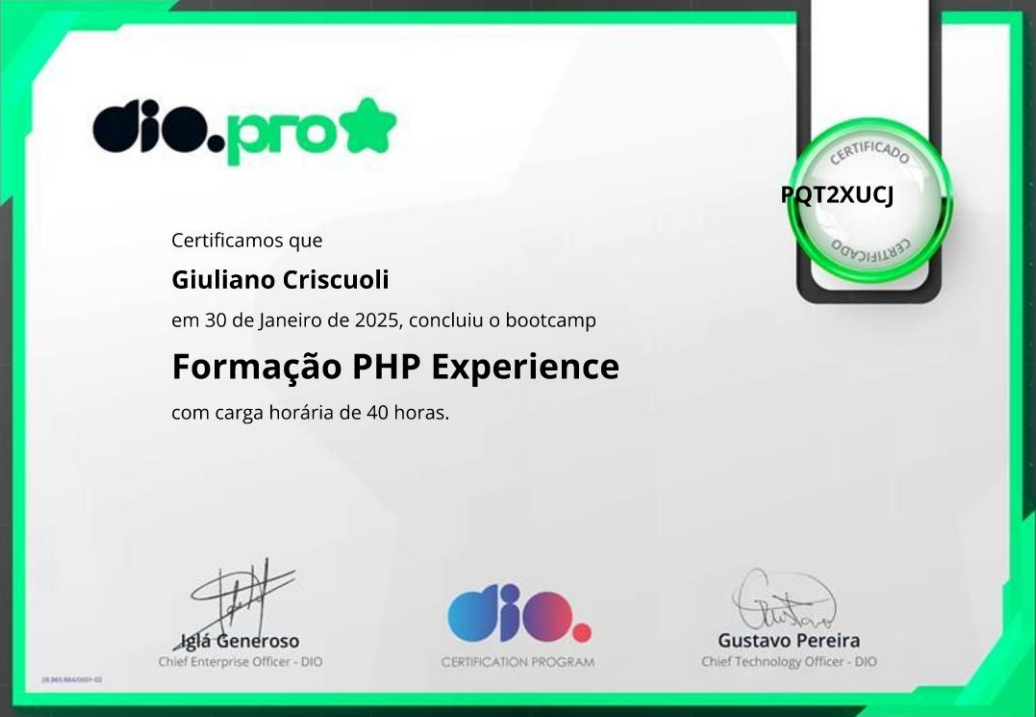 dio.pro
CERTIFICADO
PQT2XUCJ
CERTIFICADO
Certificamos que
Giuliano Criscuoli
em 30 de Janeiro de 2025, concluiu o bootcamp
Formação PHP Experience
com carga horária de 40 horas.
Iglá Generoso
Chief Enterprise Officer - DIO
dio.
CERTIFICATION PROGRAM
Gustavo Pereira
Chief Technology Officer - DIO